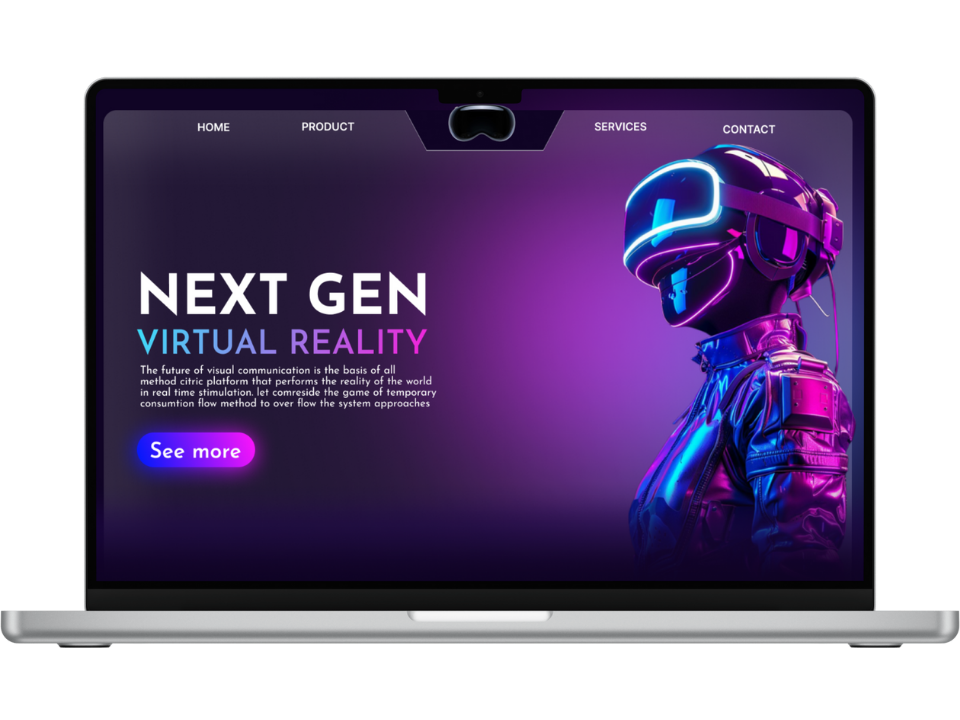 HOME PRODUCT SERVICES CONTACT
NEXT GEN
VIRTUAL REALITY
The future of visual communication is the basis of all
method citric platform that performs the reality of the world
in real time stimulation. let comreside the game of temporary
consumtion flow method to over flow the system approaches
See more